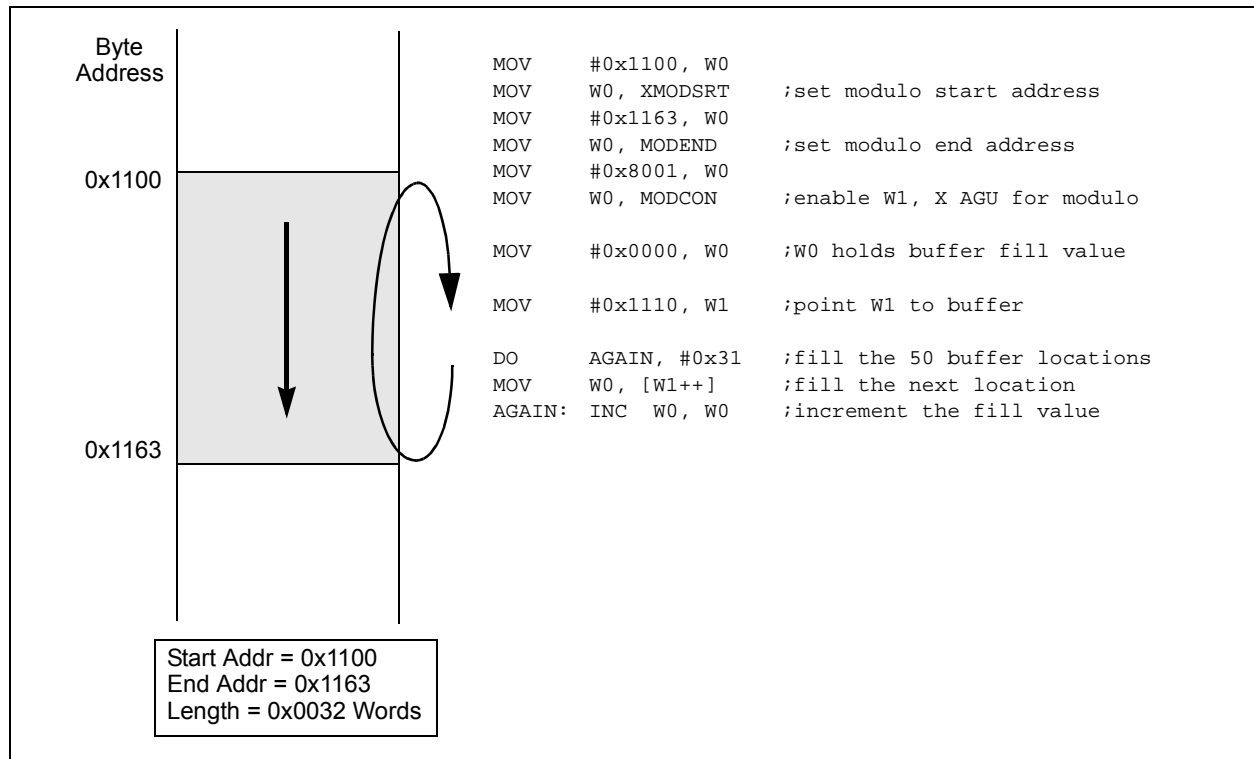 Byte
Address
0x1100
0x1163
MOV #0x1100, W0
MOV W0, XMODSRT ;set modulo start address
MOV #0x1163, W0
MOV W0, MODEND ;set modulo end address
MOV #0x8001, W0
MOV W0, MODCON ;enable W1, X AGU for modulo
MOV #0x0000, W0 ;W0 holds buffer fill value
MOV #0x1110, W1 ;point W1 to buffer
DO AGAIN, #0x31 ;fill the 50 buffer locations
MOV W0, [W1++] ;fill the next location
AGAIN: INC W0, W0 ;increment the fill value
Start Addr = 0x1100
End Addr = 0x1163
Length = 0x0032 Words